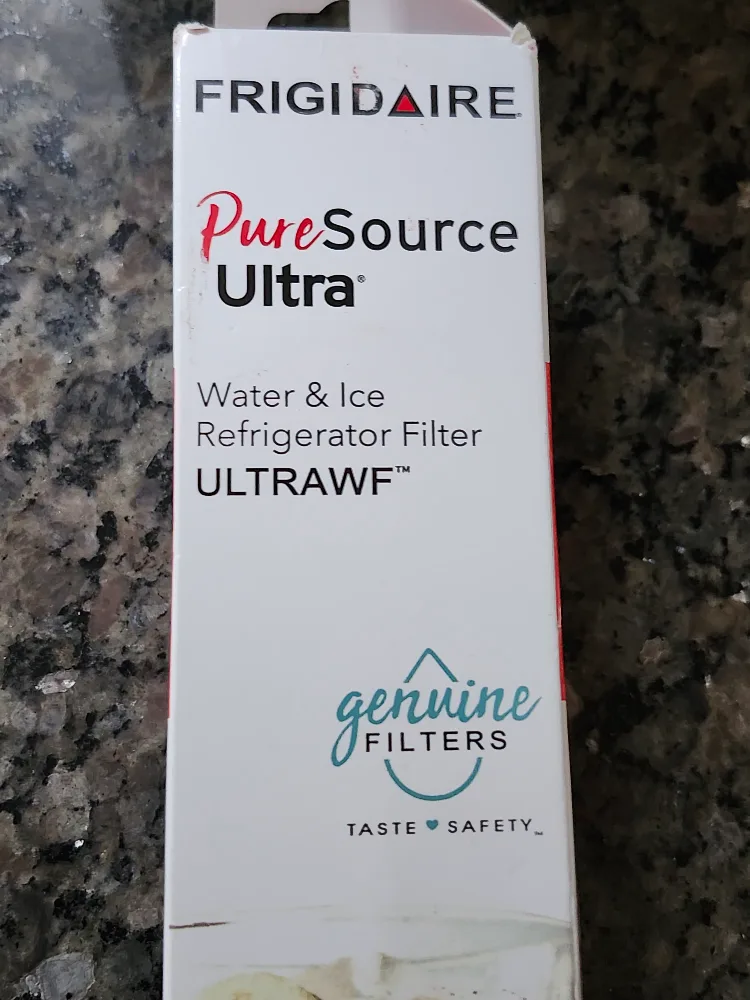 FRIGIDAIRE®
PureSource
Ultra®
Water & Ice
Refrigerator Filter
ULTRAWF™
genuine
FILTERS
TASTE ♥ SAFETY™